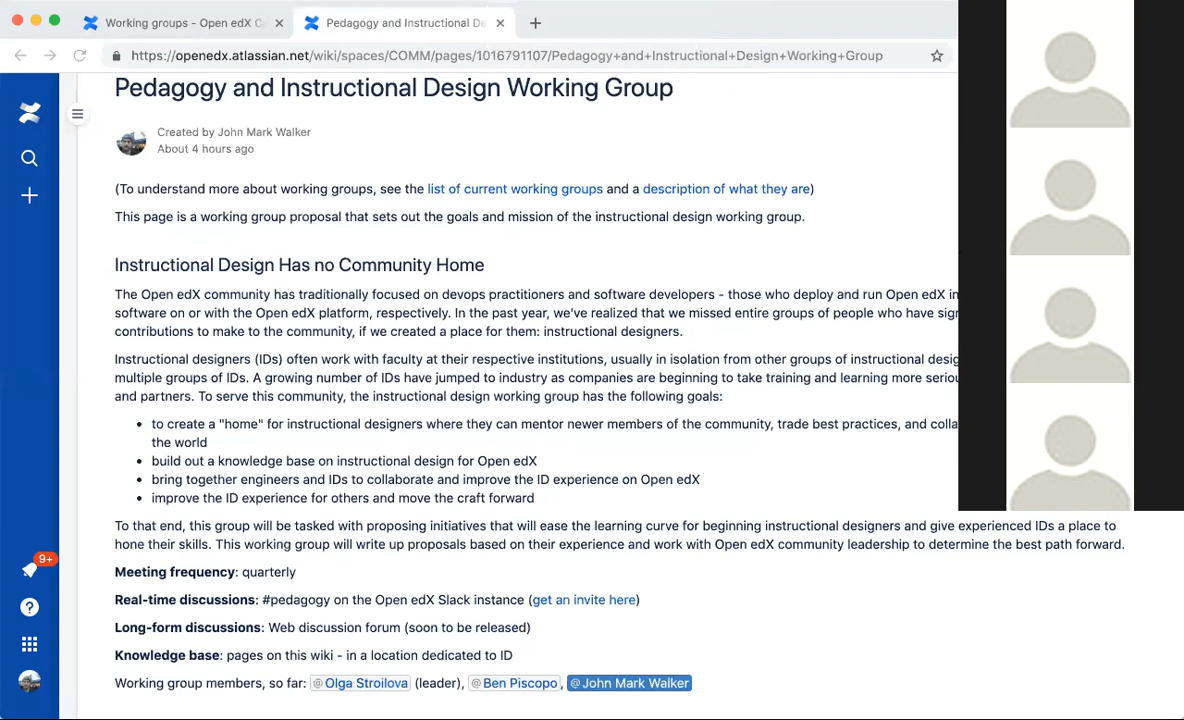 Working groups - Open edX C
Pedagogy and Instructional De
https://openedx.atlassian.net/wiki/spaces/COMM/pages/1016791107/Pedagogy+and+Instructional+Design+Working+Group
Pedagogy and Instructional Design Working Group
Created by John Mark Walker
About 4 hours ago
(To understand more about working groups, see the list of current working groups and a description of what they are)
This page is a working group proposal that sets out the goals and mission of the instructional design working group.
Instructional Design Has no Community Home
The Open edX community has traditionally focused on devops practitioners and software developers - those who deploy and run Open edX in
software on or with the Open edX platform, respectively. In the past year, we've realized that we missed entire groups of people who have sign
contributions to make to the community, if we created a place for them: instructional designers.
Instructional designers (IDs) often work with faculty at their respective institutions, usually in isolation from other groups of instructional desig
multiple groups of IDs. A growing number of IDs have jumped to industry as companies are beginning to take training and learning more seriou
and partners. To serve this community, the instructional design working group has the following goals:
• to create a "home" for instructional designers where they can mentor newer members of the community, trade best practices, and colla
the world
• build out a knowledge base on instructional design for Open edX
• bring together engineers and IDs to collaborate and improve the ID experience on Open edX
• improve the ID experience for others and move the craft forward
To that end, this group will be tasked with proposing initiatives that will ease the learning curve for beginning instructional designers and give experienced IDs a place to
hone their skills. This working group will write up proposals based on their experience and work with Open edX community leadership to determine the best path forward.
9+
Meeting frequency: quarterly
Real-time discussions: #pedagogy on the Open edX Slack instance (get an invite here)
Long-form discussions: Web discussion forum (soon to be released)
Knowledge base: pages on this wiki - in a location dedicated to ID
Working group members, so far: @Olga Stroilova (leader), @Ben Piscopo, @John Mark Walker